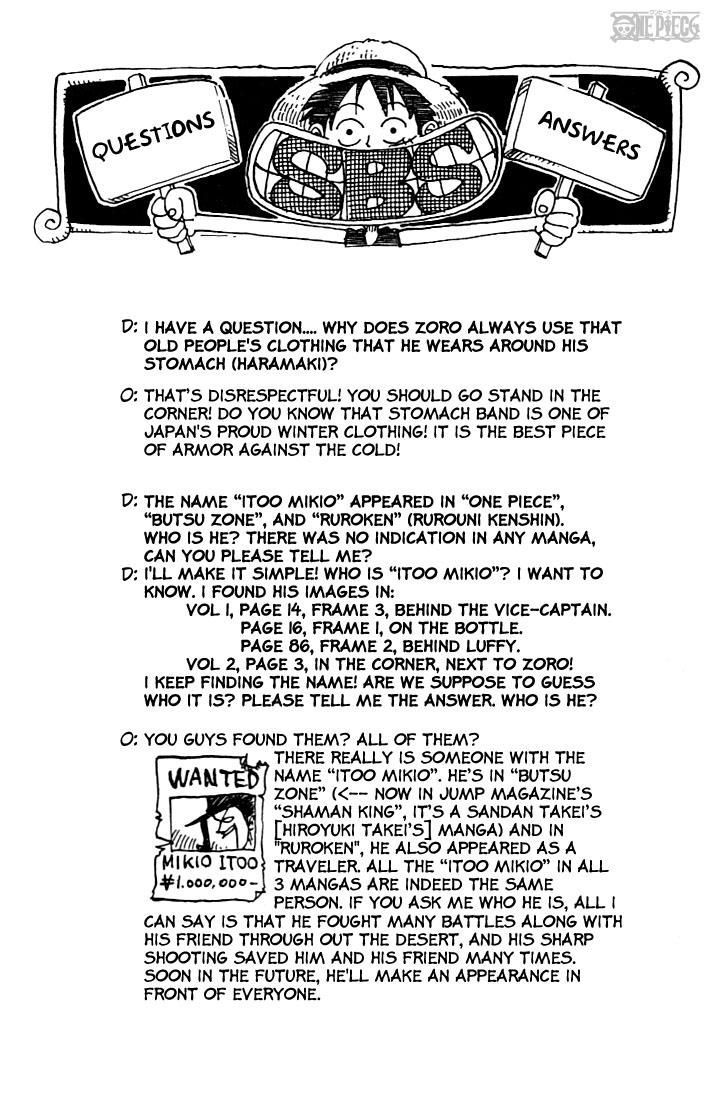 ワンピース
ONE PIECE
QUESTIONS
SBS
ANSWERS
D: I HAVE A QUESTION.... WHY DOES ZORO ALWAYS USE THAT
OLD PEOPLE'S CLOTHING THAT HE WEARS AROUND HIS
STOMACH (HARAMAKI)?
O: THAT'S DISRESPECTFUL! YOU SHOULD GO STAND IN THE
CORNER! DO YOU KNOW THAT STOMACH BAND IS ONE OF
JAPAN'S PROUD WINTER CLOTHING! IT IS THE BEST PIECE
OF ARMOR AGAINST THE COLD!
D: THE NAME "ITOO MIKIO" APPEARED IN "ONE PIECE",
"BUTSU ZONE", AND "RUROKEN" (RUROUNI KENSHIN).
WHO IS HE? THERE WAS NO INDICATION IN ANY MANGA,
CAN YOU PLEASE TELL ME?
D: I'LL MAKE IT SIMPLE! WHO IS "ITOO MIKIO"? I WANT TO
KNOW. I FOUND HIS IMAGES IN:
VOL 1, PAGE 14, FRAME 3, BEHIND THE VICE-CAPTAIN.
PAGE 16, FRAME 1, ON THE BOTTLE.
PAGE 86, FRAME 2, BEHIND LUFFY.
VOL 2, PAGE 3, IN THE CORNER, NEXT TO ZORO!
I KEEP FINDING THE NAME! ARE WE SUPPOSE TO GUESS
WHO IT IS? PLEASE TELL ME THE ANSWER. WHO IS HE?
O: YOU GUYS FOUND THEM? ALL OF THEM?
THERE REALLY IS SOMEONE WITH THE
NAME "ITOO MIKIO". HE'S IN "BUTSU
ZONE" (<-- NOW IN JUMP MAGAZINE'S
"SHAMAN KING", IT'S A SANDAN TAKEI'S
[HIROYUKI TAKEI'S] MANGA) AND IN
"RUROKEN", HE ALSO APPEARED AS A
TRAVELER. ALL THE "ITOO MIKIO" IN ALL
3 MANGAS ARE INDEED THE SAME
PERSON. IF YOU ASK ME WHO HE IS, ALL I
CAN SAY IS THAT HE FOUGHT MANY BATTLES ALONG WITH
HIS FRIEND THROUGH OUT THE DESERT, AND HIS SHARP
SHOOTING SAVED HIM AND HIS FRIEND MANY TIMES.
SOON IN THE FUTURE, HE'LL MAKE AN APPEARANCE IN
FRONT OF EVERYONE.
WANTED
MIKIO ITOO
¥1.000,000-